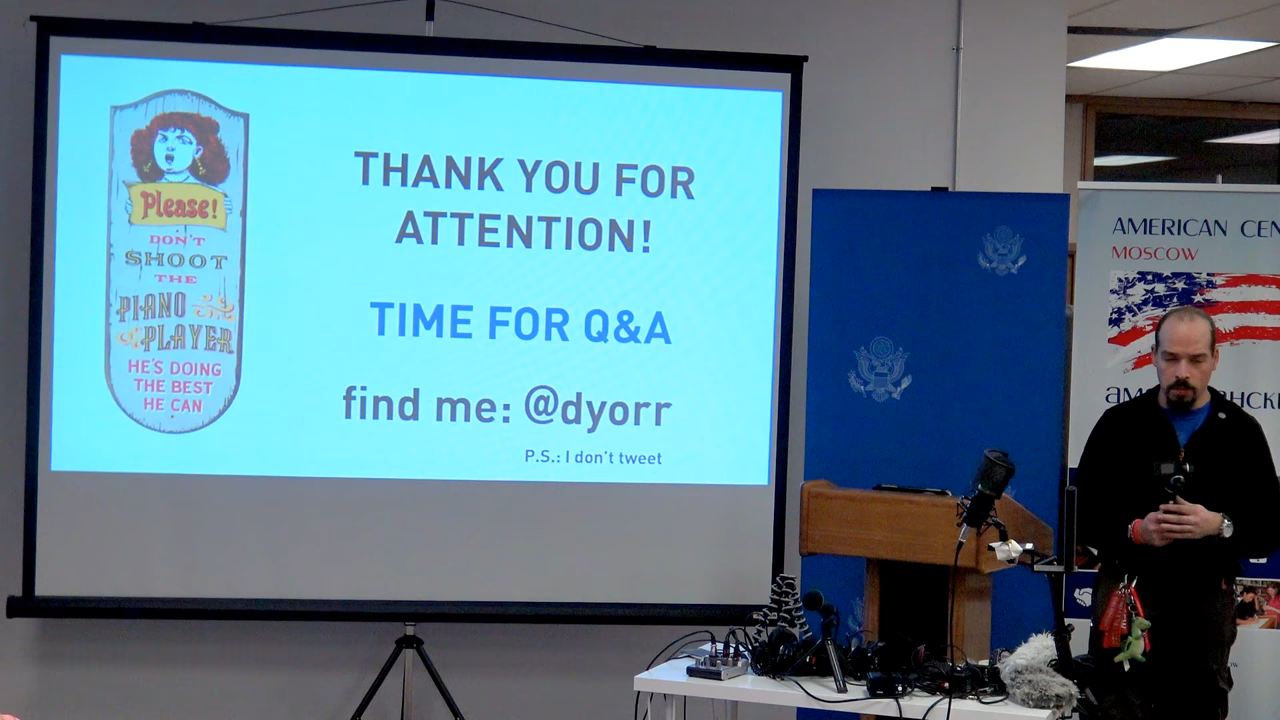 Please!
DON'T
SHOOT
THE
PIANO
PLAYER
HE'S DOING
THE BEST
HE CAN
THANK YOU FOR
ATTENTION!
TIME FOR Q&A
find me: @dyorr
P.S.: I don't tweet
AMERICAN CEN
MOSCOW